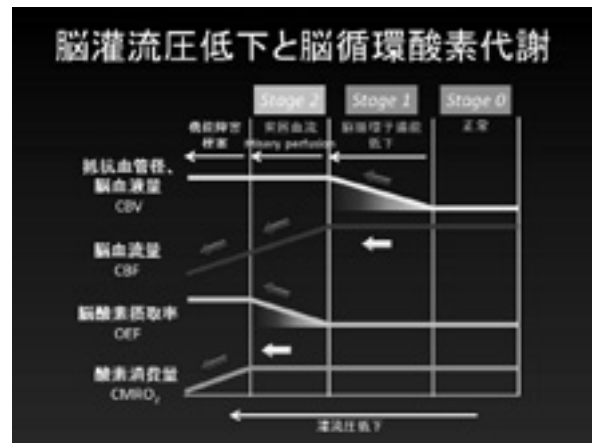 脳灌流圧低下と脳循環酸素代謝
Stage 2
Stage 1
Stage 0
機能障害
梗塞
貧困血流
misery perfusion
脳循環予備能
低下
正常
抵抗血管径、
脳血液量
CBV
脳血流量
CBF
脳酸素摂取率
OEF
酸素消費量
CMRO₂
灌流圧低下